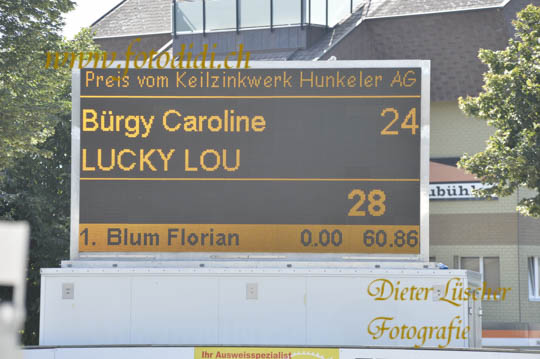 www.fotodidi.ch
Preis vom Keilzinkwerk Hunkeler AG
Bürgy Caroline 24
LUCKY LOU
28
1. Blum Florian 0.00 60.86
ubühl
Dieter Lüscher
Fotografie
Ihr Ausweisspezialist